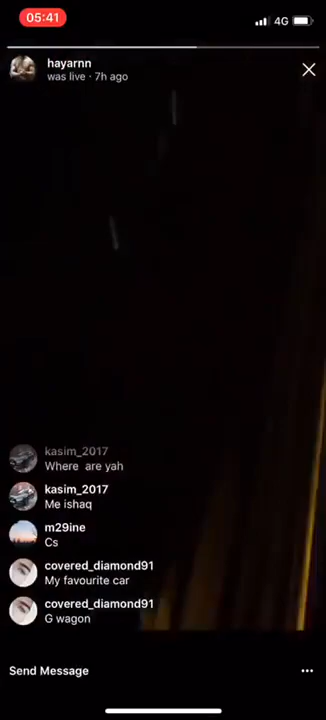 05:41
4G
hayarnn
was live · 7h ago
kasim_2017
Where are yah
kasim_2017
Me ishaq
m29ine
Cs
covered_diamond91
My favourite car
covered_diamond91
G wagon
Send Message